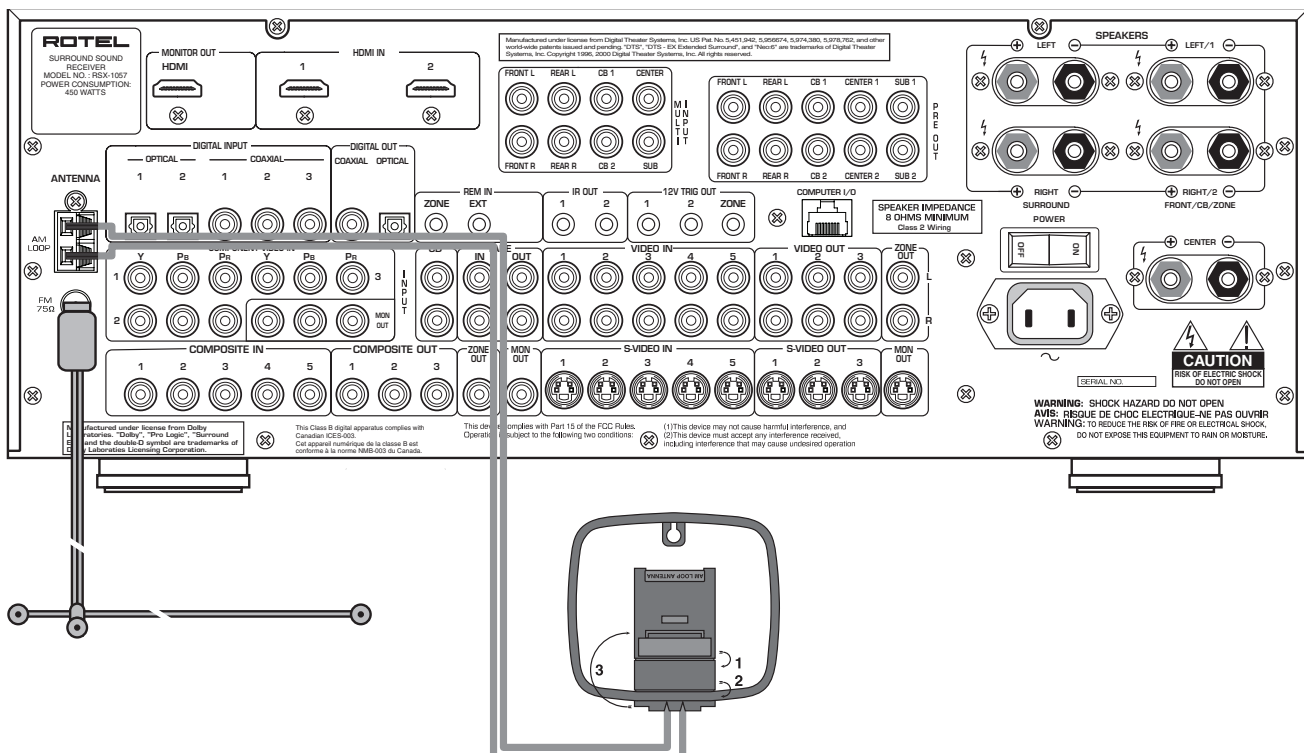 ROTEL
SURROUND SOUND
RECEIVER
MODEL NO. : RSX-1057
POWER CONSUMPTION:
450 WATTS
MONITOR OUT
HDMI
HDMI IN
1 2
Manufactured under license from Digital Theater Systems, Inc. US Pat. No. 5,451,942, 5,956674, 5,974,380, 5,978,762, and other
world-wide patents issued and pending. "DTS", "DTS - EX Extended Surround", and "Neo:6" are trademarks of Digital Theater
Systems, Inc. Copyright 1996, 2000 Digital Theater Systems, Inc. All rights reserved.
FRONT L REAR L CB 1 CENTER
FRONT R REAR R CB 2 SUB
MULTI INPUT
FRONT L REAR L CB 1 CENTER 1 SUB 1
FRONT R REAR R CB 2 CENTER 2 SUB 2
PRE OUT
SPEAKERS
LEFT
LEFT/1
RIGHT
SURROUND
RIGHT/2
FRONT/CB/ZONE
POWER
OFF
ON
CENTER
ANTENNA
AM
LOOP
FM
75Ω
DIGITAL INPUT
OPTICAL
1 2
COAXIAL
1 2 3
DIGITAL OUT
COAXIAL OPTICAL
REM IN
ZONE EXT
IR OUT
1 2
12V TRIG OUT
1 2 ZONE
COMPUTER I/O
SPEAKER IMPEDANCE
8 OHMS MINIMUM
Class 2 Wiring
COMPONENT VIDEO IN
Y PB PR Y PB PR
1
3
2
MON
OUT
INPUT
IN OUT
VIDEO IN
1 2 3 4 5
VIDEO OUT
1 2 3
ZONE
OUT
L
R
COMPOSITE IN
1 2 3 4 5
COMPOSITE OUT
1 2 3
ZONE
OUT
MON
OUT
S-VIDEO IN
1 2 3 4 5
S-VIDEO OUT
1 2 3
MON
OUT
SERIAL NO.
CAUTION
RISK OF ELECTRIC SHOCK
DO NOT OPEN
WARNING: SHOCK HAZARD DO NOT OPEN
AVIS: RISQUE DE CHOC ELECTRIQUE-NE PAS OUVRIR
WARNING: TO REDUCE THE RISK OF FIRE OR ELECTRICAL SHOCK,
DO NOT EXPOSE THIS EQUIPMENT TO RAIN OR MOISTURE.
under license from Dolby
"Dolby", "Pro Logic", "Surround
and the double-D symbol are trademarks of
Laboraties Licensing Corporation.
This Class B digital apparatus complies with
Canadian ICES-003.
Cet appareil numérique de la classe B est
conforme à la norme NMB-003 du Canada.
This device complies with Part 15 of the FCC Rules.
Operation is subject to the following two conditions:
(1)This device may not cause harmful interference, and
(2)This device must accept any interference received,
including interference that may cause undesired operation
AM LOOP ANTENNA
1
2
3